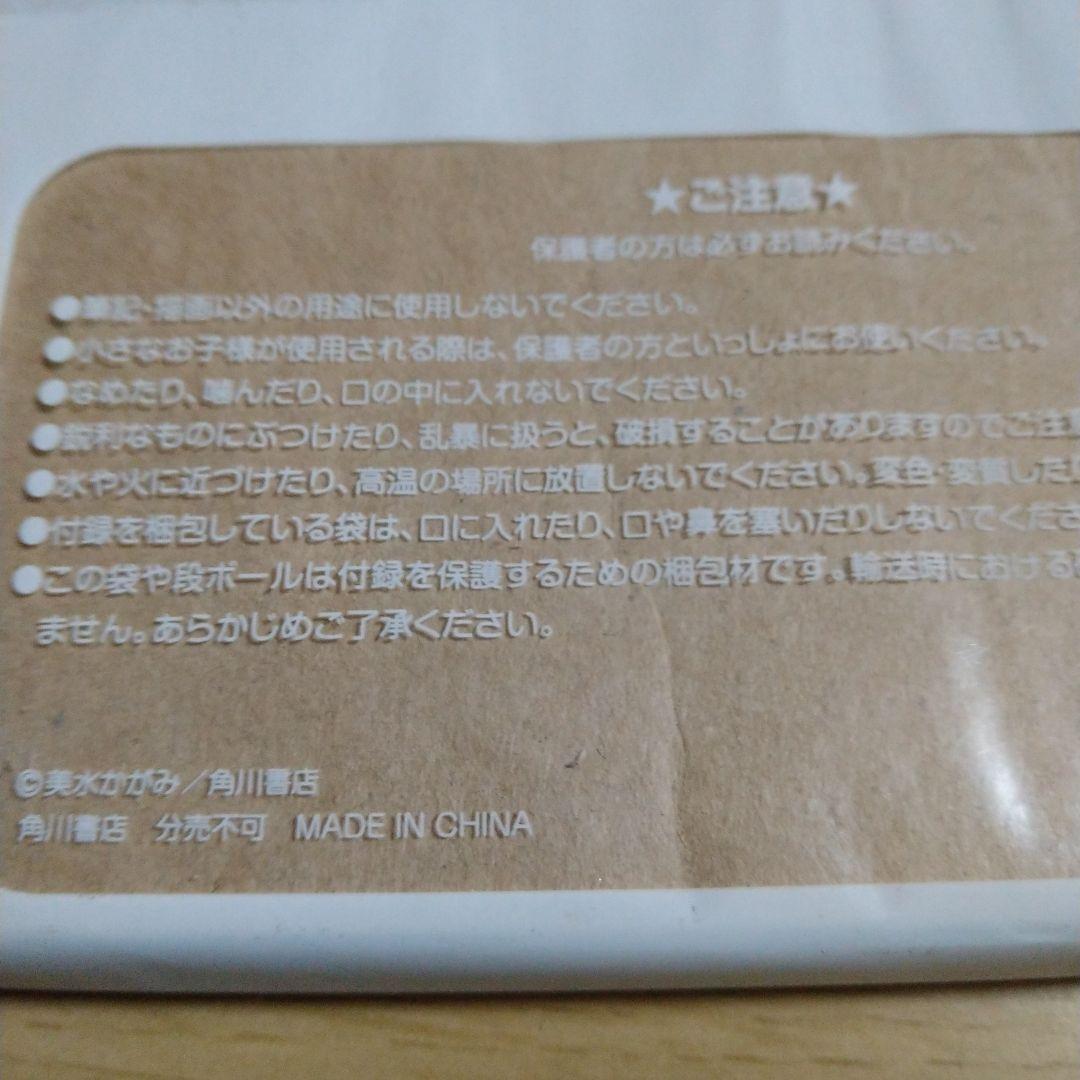 ★ご注意★
保護者の方は必ずお読みください。
●筆記・描画以外の用途に使用しないでください。
●小さなお子様が使用される際は、保護者の方といっしょにお使いください。
●なめたり、噛んだり、口の中に入れないでください。
●鋭利なものにぶつけたり、乱暴に扱うと、破損することがありますのでご注意
●水や火に近づけたり、高温の場所に放置しないでください。変色・変質したり
●付録を梱包している袋は、口に入れたり、口や鼻を塞いだりしないでくださ
●この袋や段ボールは付録を保護するための梱包材です。輸送時における
ません。あらかじめご了承ください。
©美水かがみ／角川書店
角川書店　分売不可　MADE IN CHINA